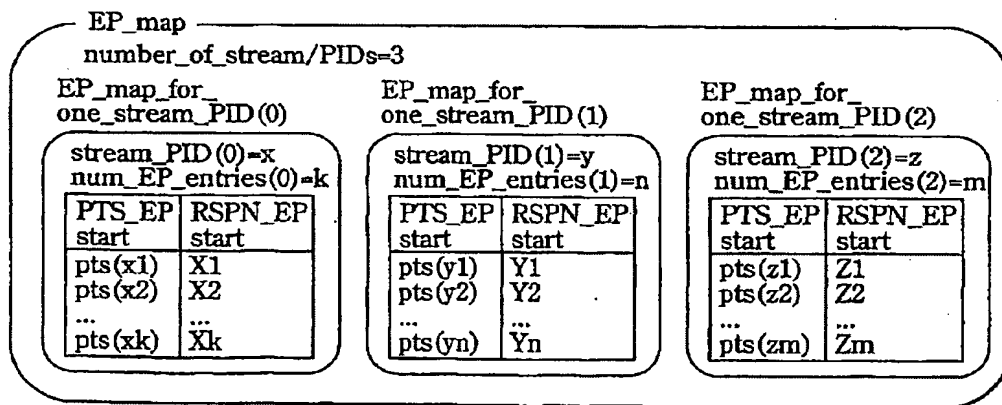 EP_map
number_of_stream/PIDs=3
EP_map_for_
one_stream_PID(0)
stream_PID(0)=x
num_EP_entries(0)=k
PTS_EP RSPN_EP
start start
pts(x1) X1
pts(x2) X2
... ...
pts(xk) Xk
EP_map_for_
one_stream_PID(1)
stream_PID(1)=y
num_EP_entries(1)=n
PTS_EP RSPN_EP
start start
pts(y1) Y1
pts(y2) Y2
... ...
pts(yn) Yn
EP_map_for_
one_stream_PID(2)
stream_PID(2)=z
num_EP_entries(2)=m
PTS_EP RSPN_EP
start start
pts(z1) Z1
pts(z2) Z2
... ...
pts(zm) Zm